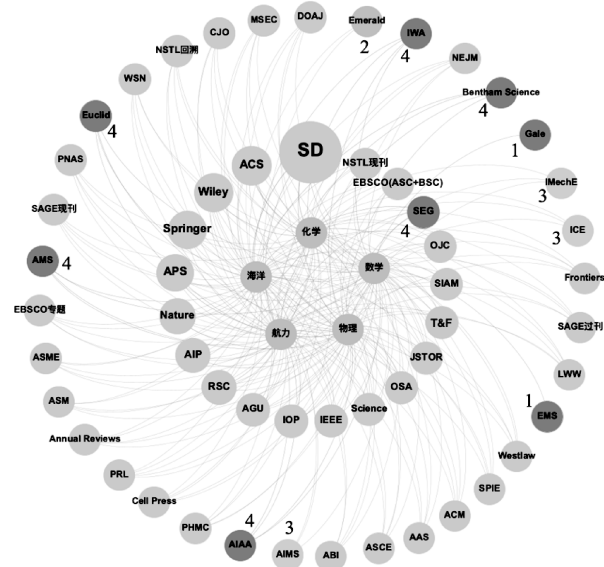 DOAJ
MSEC
Emerald
2
IWA
4
CJO
NSTL回溯
NEJM
WSN
Bentham Science
4
Euclid
4
Gale
1
SD
ACS
NSTL现刊
PNAS
EBSCO(ASC+BSC)
IMechE
3
Wiley
SAGE现刊
SEG
4
Springer
化学
ICE
3
OJC
AMS
4
APS
海洋
数学
SIAM
Frontiers
EBSCO专题
Nature
航力
物理
T&F
SAGE过刊
ASME
AIP
JSTOR
LWW
ASM
RSC
OSA
1
EMS
AGU
IOP
IEEE
Science
Annual Reviews
Westlaw
PRL
SPIE
Cell Press
ACM
PHMC
4
AIAA
3
AIMS
ABI
ASCE
AAS